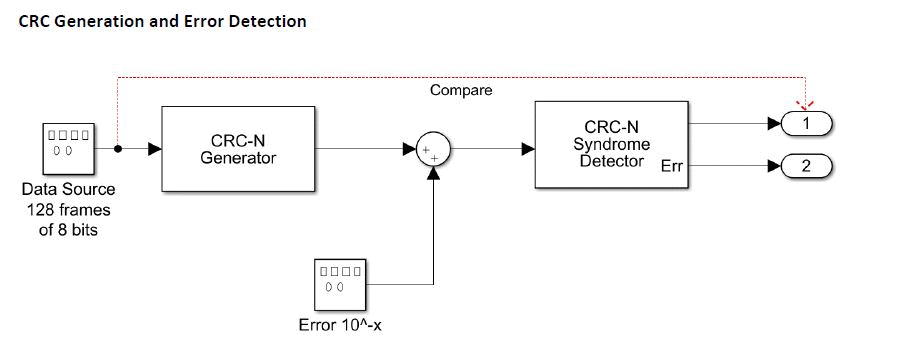 CRC Generation and Error Detection
Compare
CRC-N
Generator
CRC-N
Syndrome
Detector
Err
1
2
+
+
Data Source
128 frames
of 8 bits
Error 10^-x